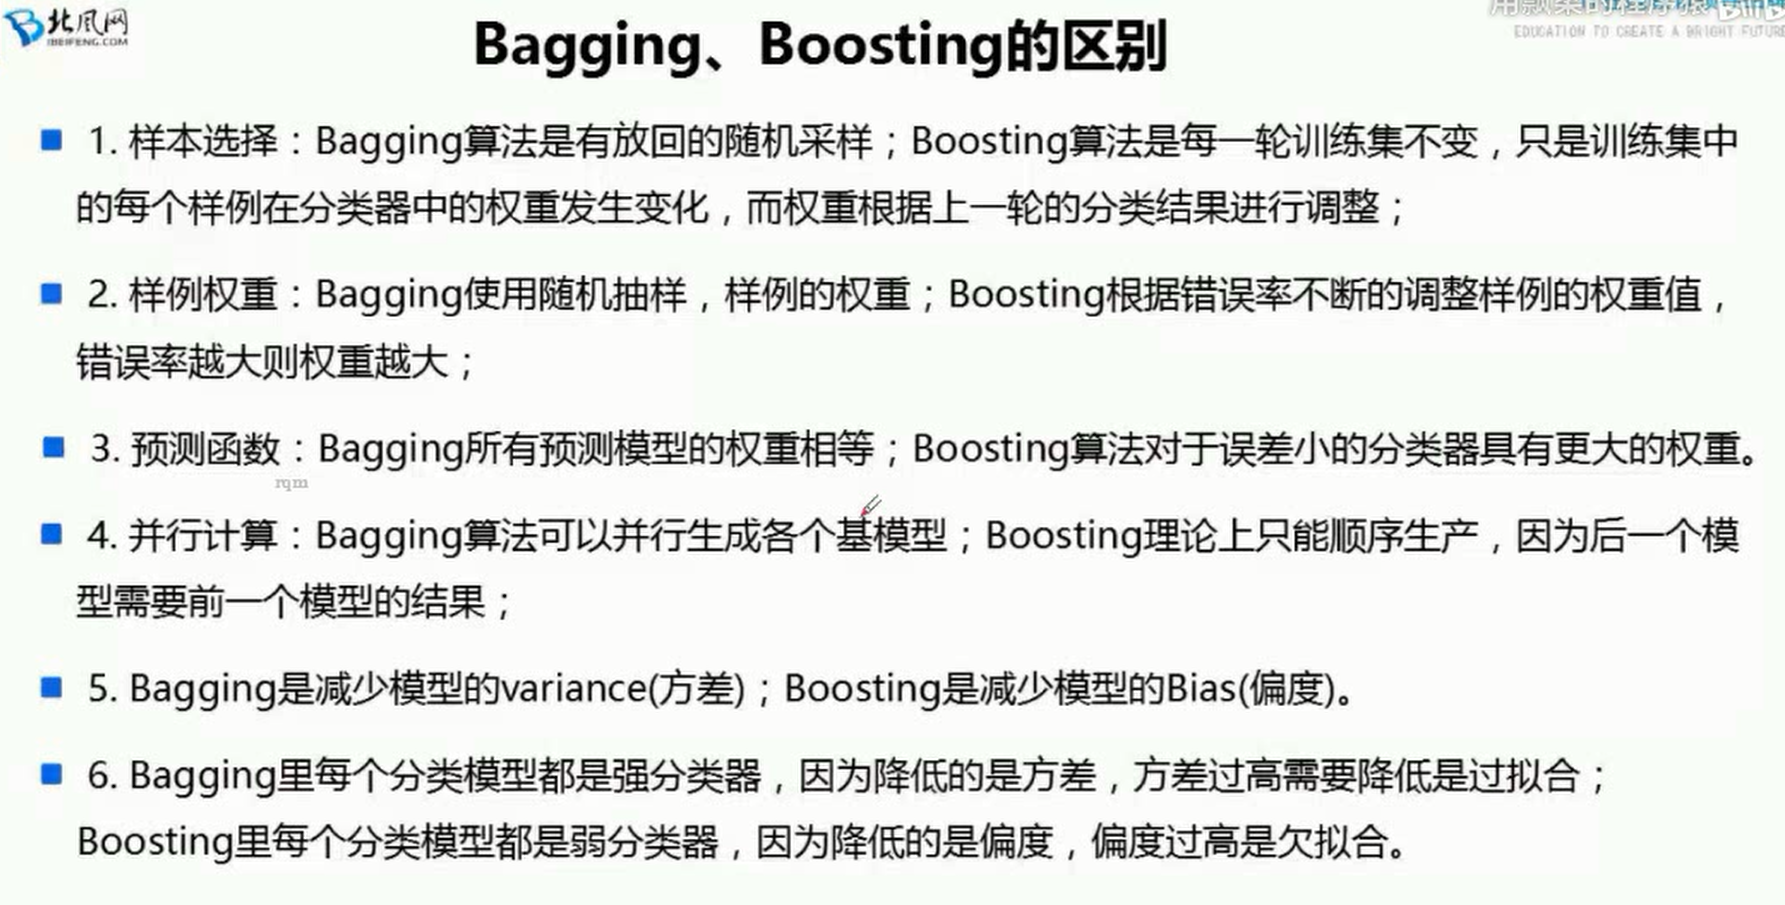 北风网
IBEIFENG.COM
EDUCATION TO CREATE A BRIGHT FUTURE
Bagging、Boosting的区别
1. 样本选择：Bagging算法是有放回的随机采样；Boosting算法是每一轮训练集不变，只是训练集中
的每个样例在分类器中的权重发生变化，而权重根据上一轮的分类结果进行调整；
2. 样例权重：Bagging使用随机抽样，样例的权重；Boosting根据错误率不断的调整样例的权重值，
错误率越大则权重越大；
3. 预测函数：Bagging所有预测模型的权重相等；Boosting算法对于误差小的分类器具有更大的权重。
rqm
4. 并行计算：Bagging算法可以并行生成各个基模型；Boosting理论上只能顺序生产，因为后一个模
型需要前一个模型的结果；
5. Bagging是减少模型的variance(方差)；Boosting是减少模型的Bias(偏度)。
6. Bagging里每个分类模型都是强分类器，因为降低的是方差，方差过高需要降低是过拟合；
Boosting里每个分类模型都是弱分类器，因为降低的是偏度，偏度过高是欠拟合。